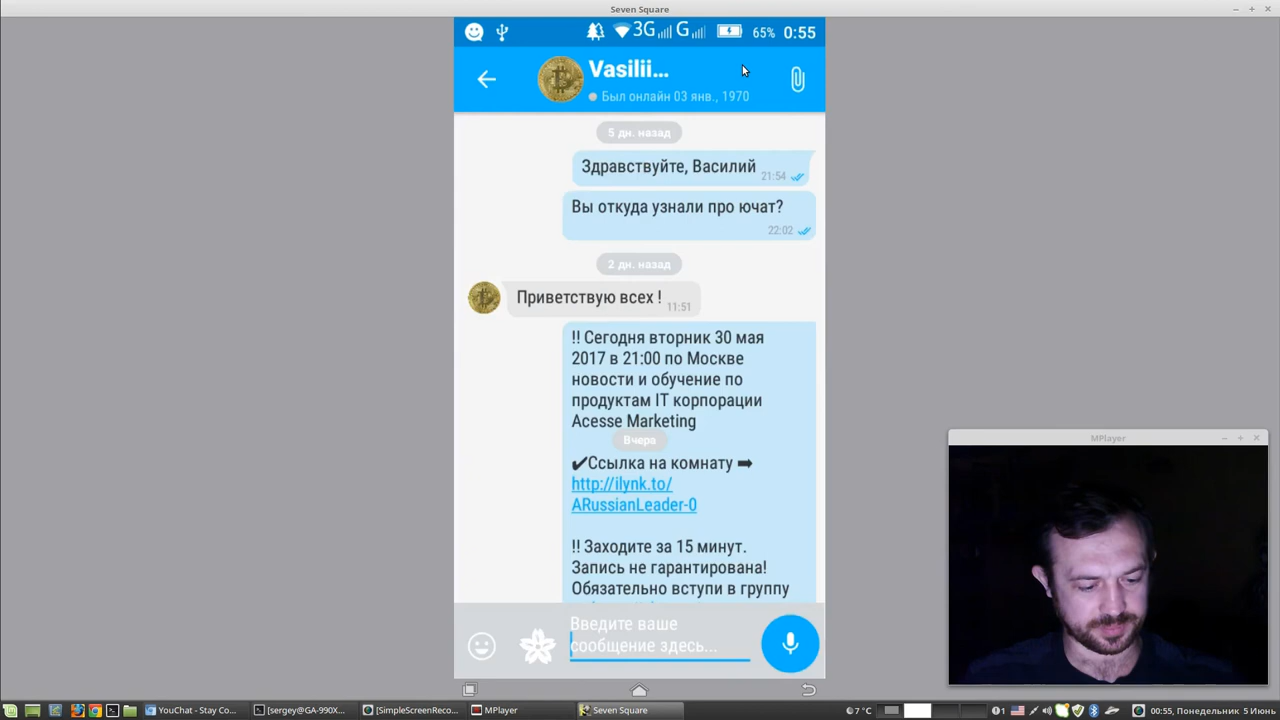 Seven Square
3G G 65% 0:55
Vasilii...
Был онлайн 03 янв., 1970
5 дн. назад
Здравствуйте, Василий
21:54
Вы откуда узнали про ючат?
22:02
2 дн. назад
Приветствую всех !
11:51
!! Сегодня вторник 30 мая
2017 в 21:00 по Москве
новости и обучение по
продуктам IT корпорации
Acesse Marketing
Вчера
✔Ссылка на комнату ➡
http://ilynk.to/
ARussianLeader-0
!! Заходите за 15 минут.
Запись не гарантирована!
Обязательно вступи в группу
Введите ваше
сообщение здесь...
MPlayer
YouChat - Stay Co...
[sergey@GA-990X...
[SimpleScreenReco...
MPlayer
Seven Square
7 °C
1
00:55, Понедельник 5 Июнь